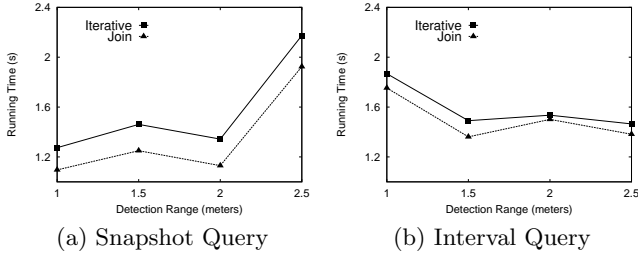 2.4
2
1.6
1.2
Running Time (s)
Iterative
Join
1
1.5
2
2.5
Detection Range (meters)
(a) Snapshot Query
2.4
2
1.6
1.2
Running Time (s)
Iterative
Join
1
1.5
2
2.5
Detection Range (meters)
(b) Interval Query